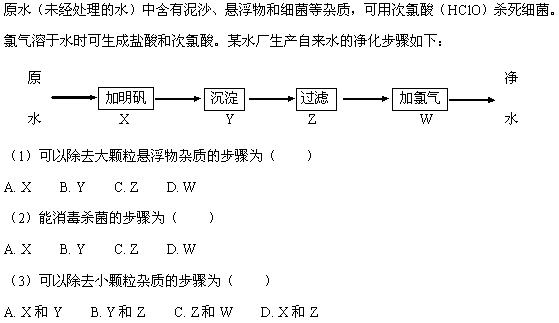 原水（未经处理的水）中含有泥沙、悬浮物和细菌等杂质，可用次氯酸（HClO）杀死细菌。
氯气溶于水时可生成盐酸和次氯酸。某水厂生产自来水的净化步骤如下：
原 净
加明矾 沉淀 过滤 加氯气
水 X Y Z W 水
（1）可以除去大颗粒悬浮物杂质的步骤为（ ）
A. X B. Y C. Z D. W
（2）能消毒杀菌的步骤为（ ）
A. X B. Y C. Z D. W
（3）可以除去小颗粒杂质的步骤为（ ）
A. X和Y B. Y和Z C. Z和W D. X和Z